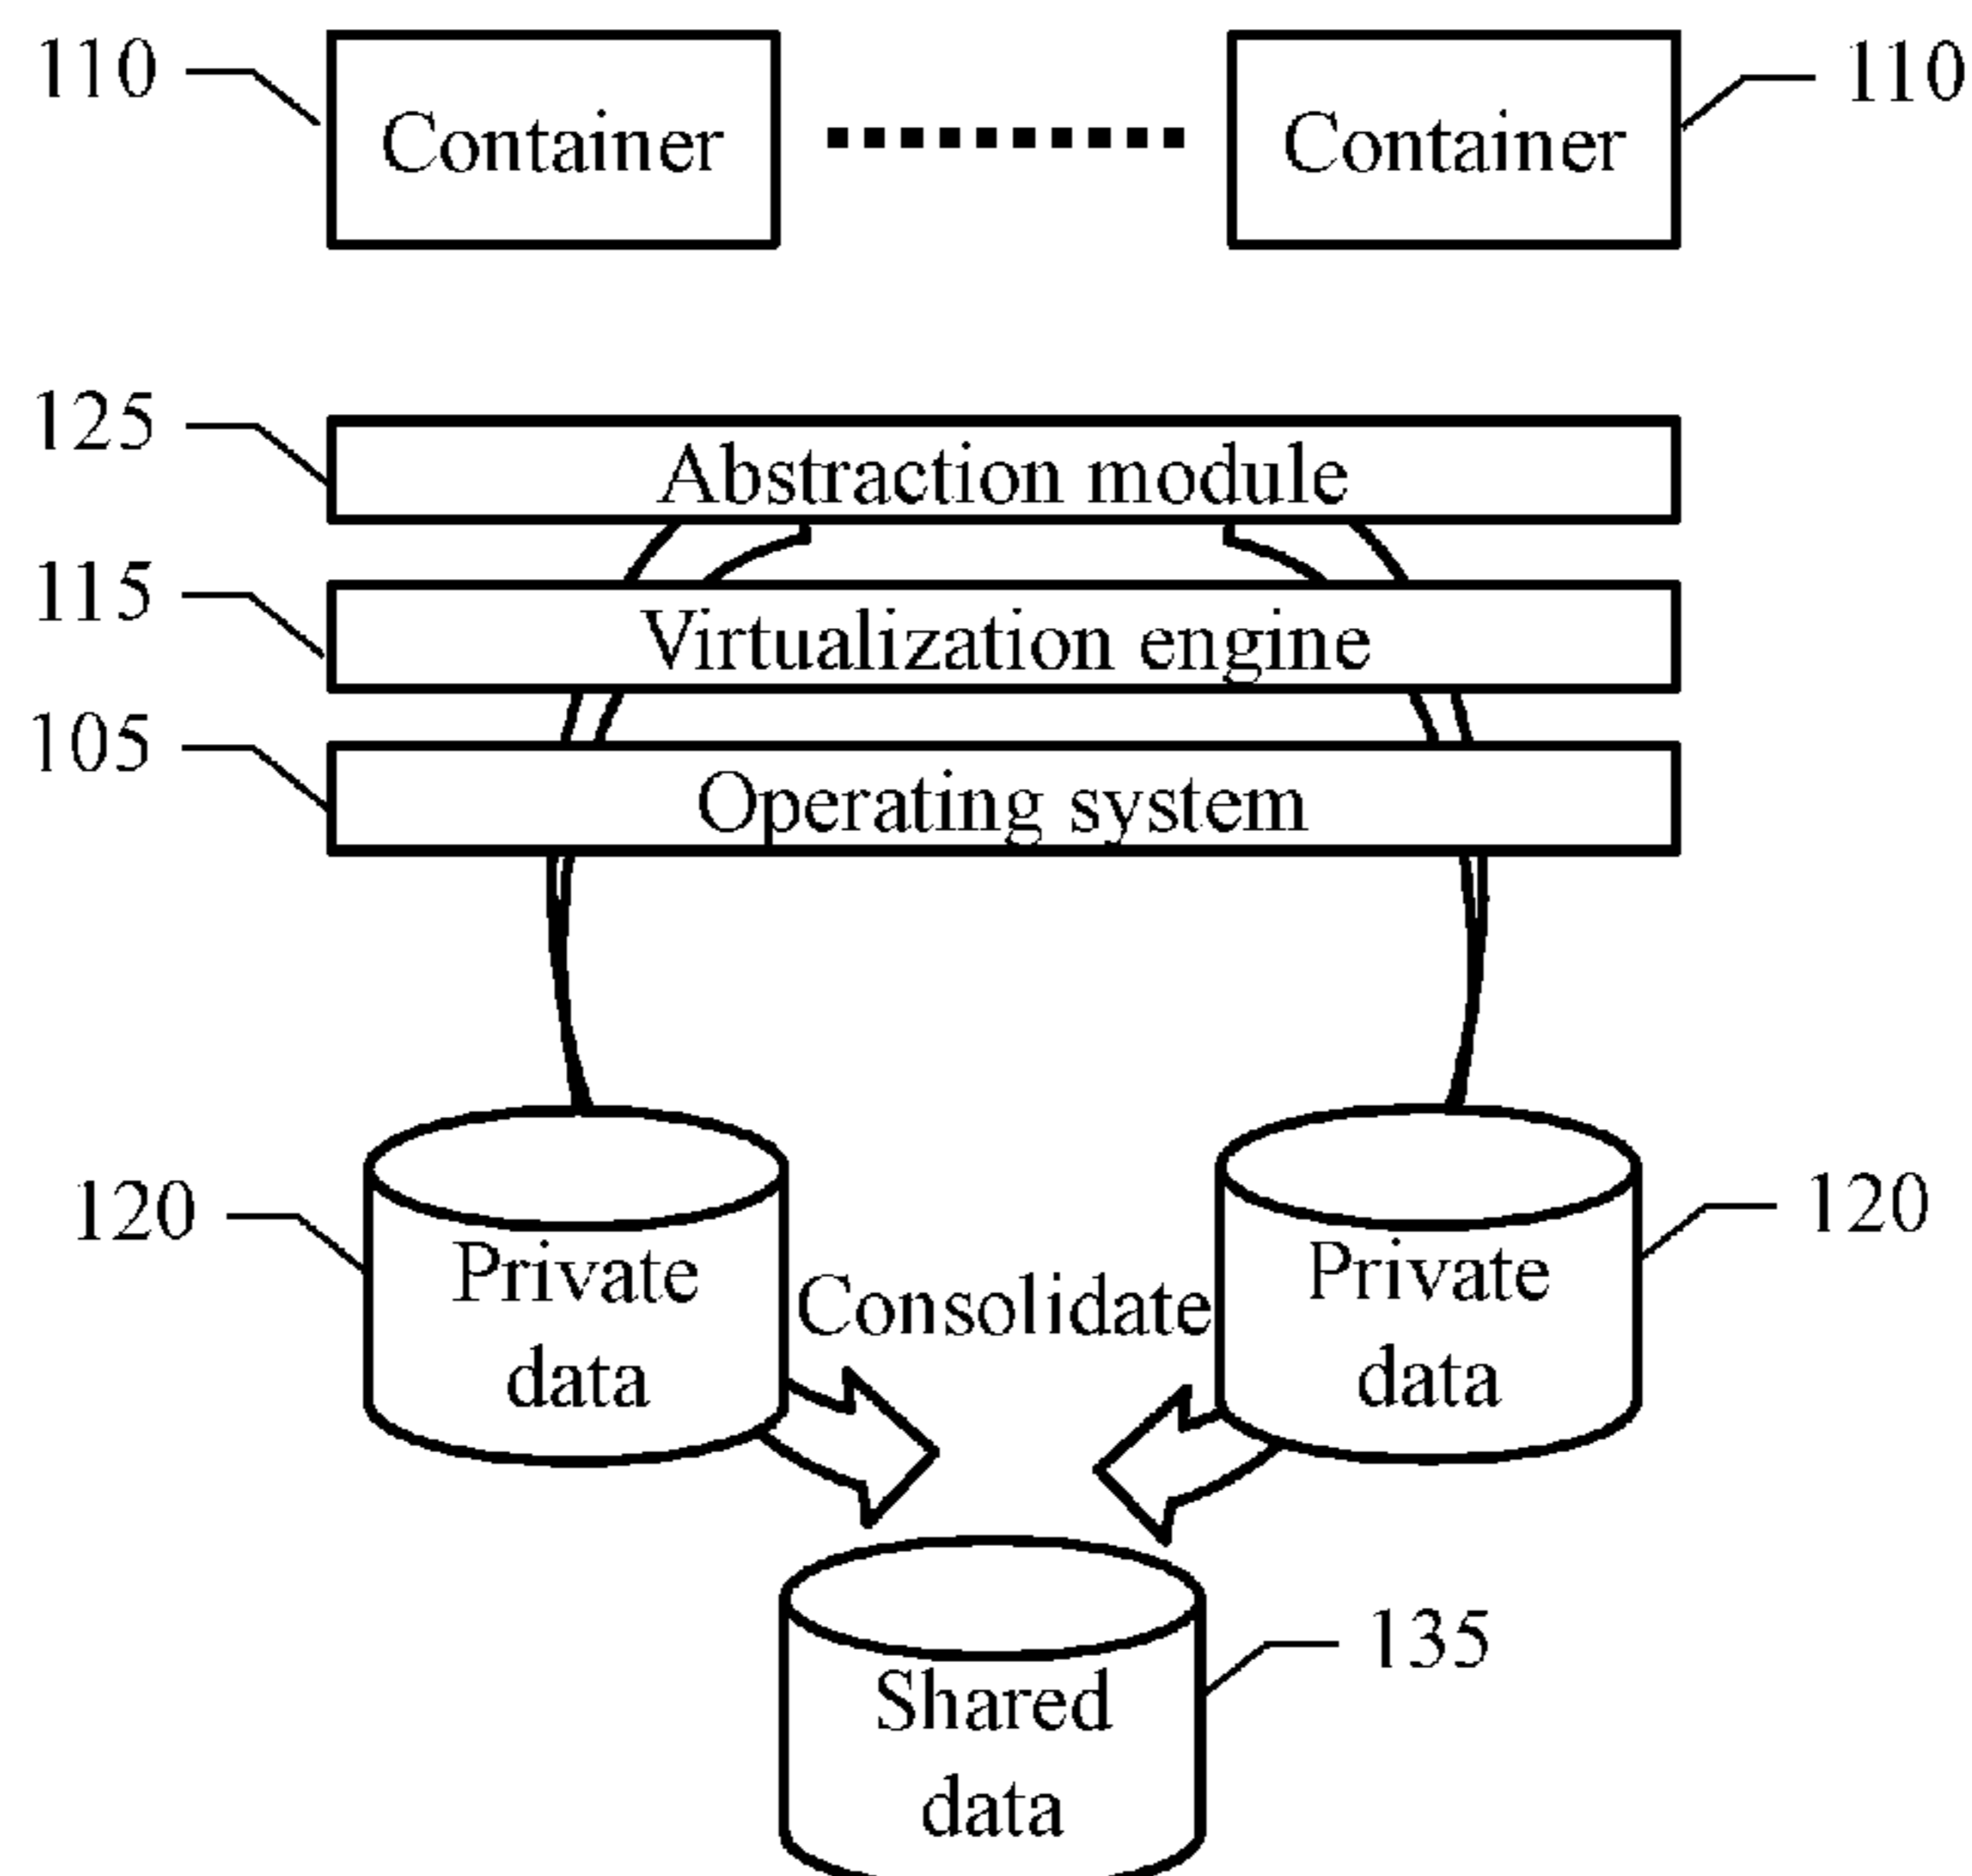 110 Container Container 110
125 Abstraction module
115 Virtualization engine
105 Operating system
120 Private data Consolidate Private data 120
Shared data 135